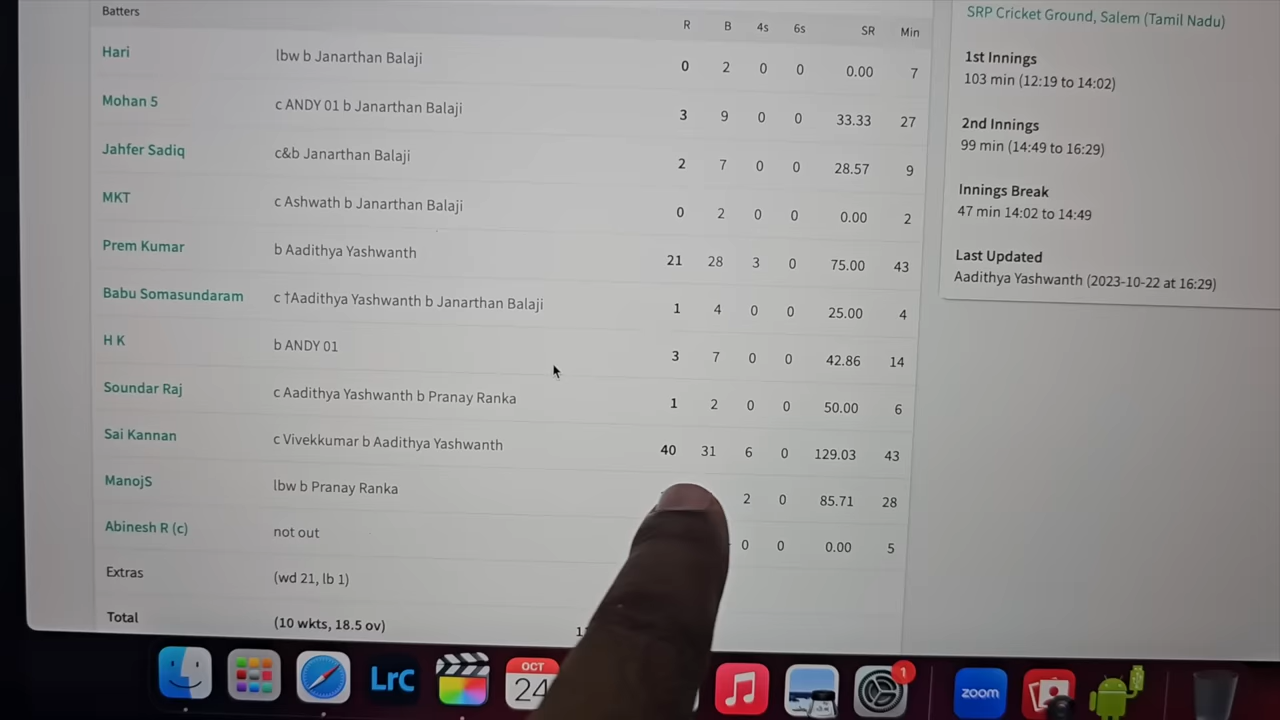 Batters R B 4s 6s SR Min
Hari lbw b Janarthan Balaji 0 2 0 0 0.00 7
Mohan S c ANDY 01 b Janarthan Balaji 3 9 0 0 33.33 27
Jahfer Sadiq c&b Janarthan Balaji 2 7 0 0 28.57 9
MKT c Ashwath b Janarthan Balaji 0 2 0 0 0.00 2
Prem Kumar b Aadithya Yashwanth 21 28 3 0 75.00 43
Babu Somasundaram c †Aadithya Yashwanth b Janarthan Balaji 1 4 0 0 25.00 4
H K b ANDY 01 3 7 0 0 42.86 14
Soundar Raj c Aadithya Yashwanth b Pranay Ranka 1 2 0 0 50.00 6
Sai Kannan c Vivekkumar b Aadithya Yashwanth 40 31 6 0 129.03 43
ManojS lbw b Pranay Ranka 2 0 85.71 28
Abinesh R (c) not out 0 0 0.00 5
Extras (wd 21, lb 1)
Total (10 wkts, 18.5 ov)
SRP Cricket Ground, Salem (Tamil Nadu)
1st Innings
103 min (12:19 to 14:02)
2nd Innings
99 min (14:49 to 16:29)
Innings Break
47 min 14:02 to 14:49
Last Updated
Aadithya Yashwanth (2023-10-22 at 16:29)
LrC
OCT
24
1
zoom